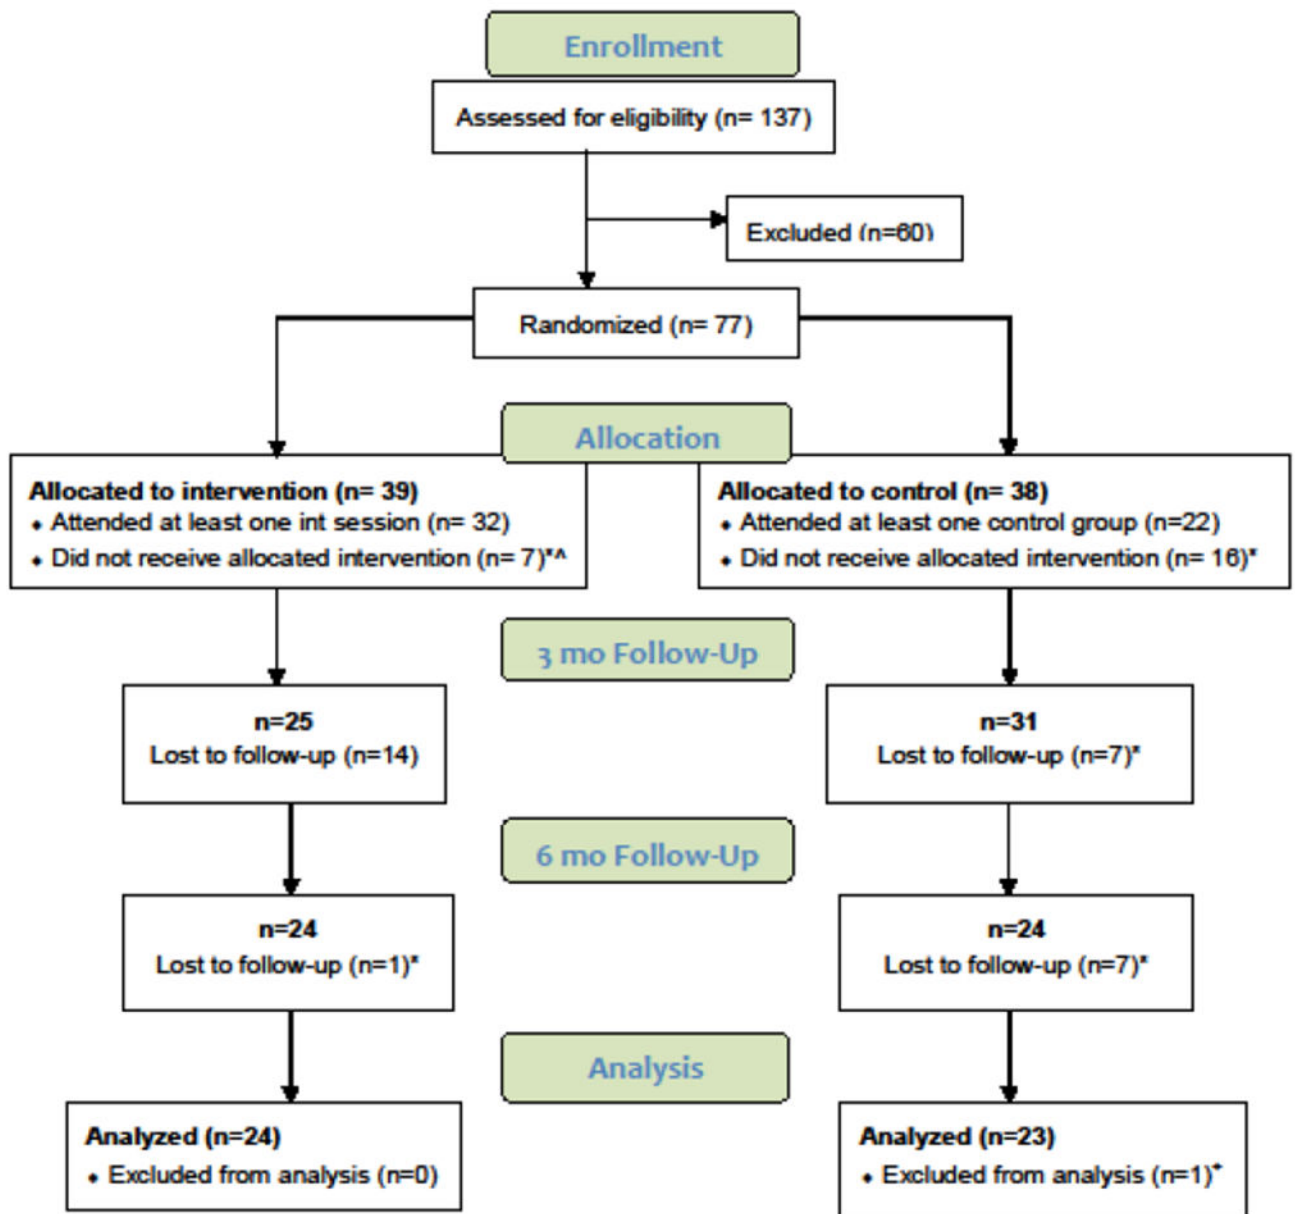 Enrollment
Assessed for eligibility (n= 137)
Excluded (n=60)
Randomized (n= 77)
Allocation
Allocated to intervention (n= 39)
⬥ Attended at least one int session (n= 32)
⬥ Did not receive allocated intervention (n= 7)*^
Allocated to control (n= 38)
⬥ Attended at least one control group (n=22)
⬥ Did not receive allocated intervention (n= 16)*
3 mo Follow-Up
n=25
Lost to follow-up (n=14)
n=31
Lost to follow-up (n=7)*
6 mo Follow-Up
n=24
Lost to follow-up (n=1)*
n=24
Lost to follow-up (n=7)*
Analysis
Analyzed (n=24)
⬥ Excluded from analysis (n=0)
Analyzed (n=23)
⬥ Excluded from analysis (n=1)⁺